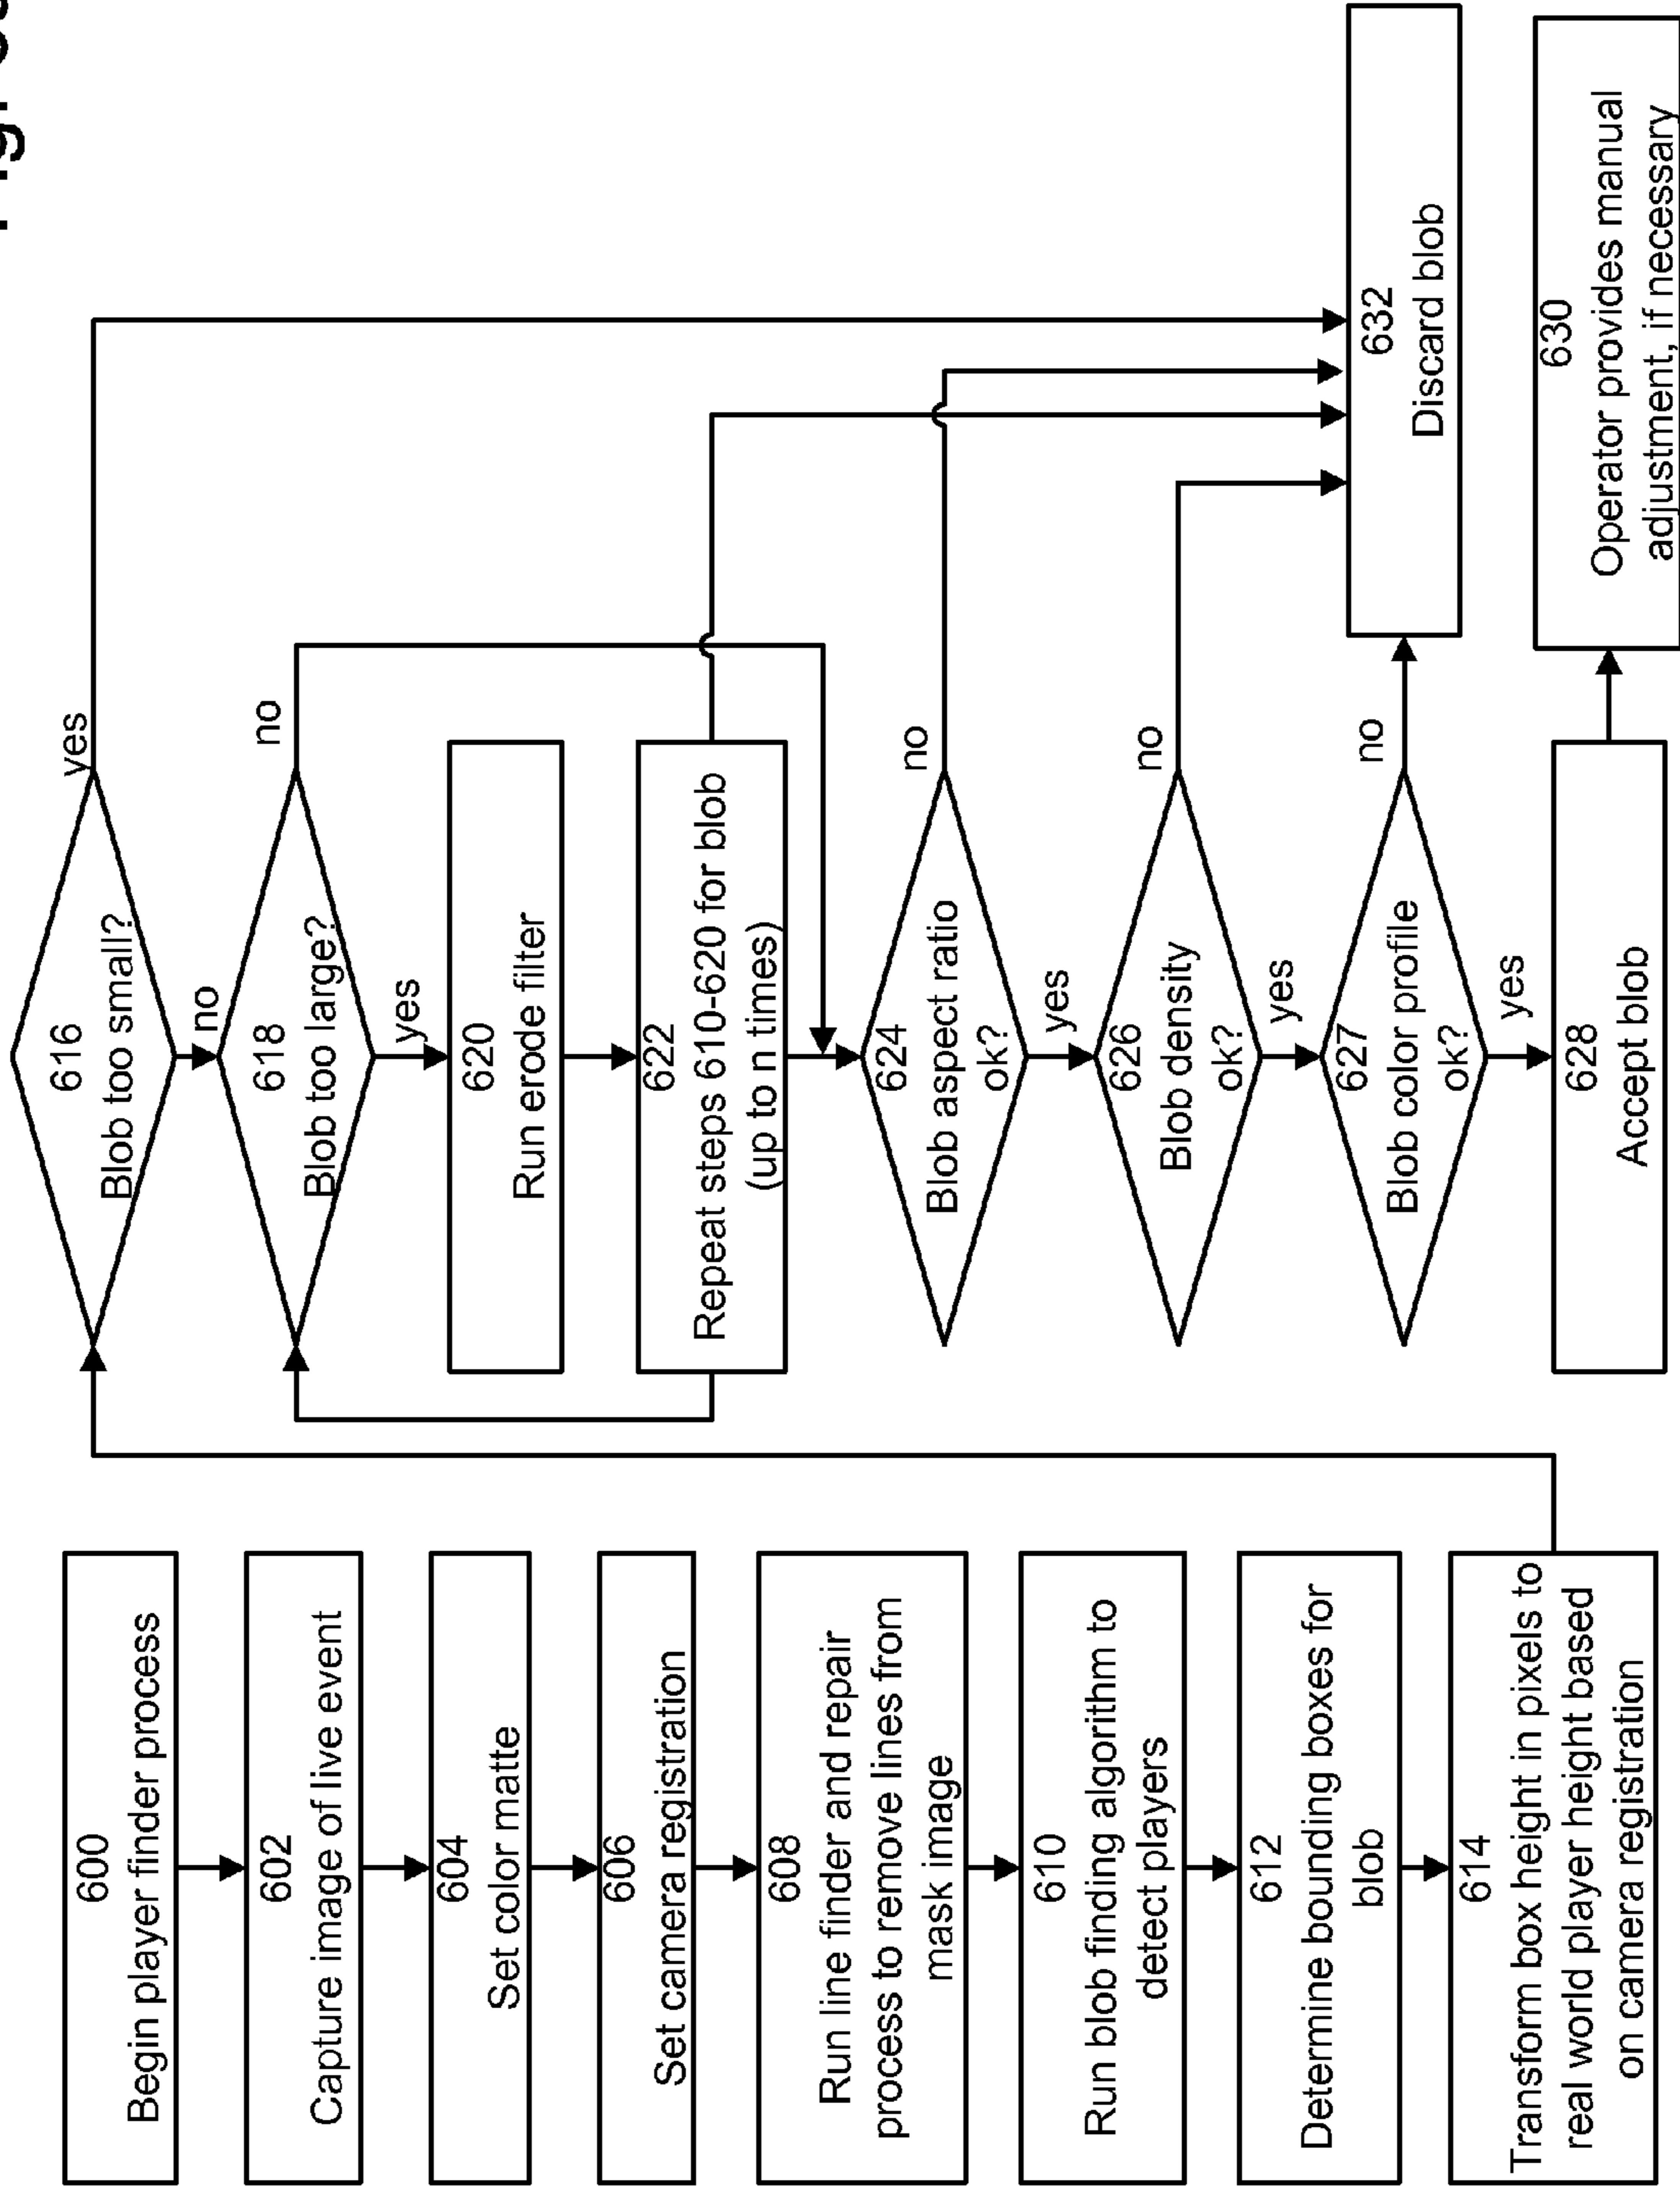 600
Begin player finder process
602
Capture image of live event
604
Set color matte
606
Set camera registration
608
Run line finder and repair
process to remove lines from
mask image
610
Run blob finding algorithm to
detect players
612
Determine bounding boxes for
blob
614
Transform box height in pixels to
real world player height based
on camera registration
616
Blob too small?
yes
no
618
Blob too large?
no
yes
620
Run erode filter
622
Repeat steps 610-620 for blob
(up to n times)
624
Blob aspect ratio
ok?
no
yes
626
Blob density
ok?
no
yes
627
Blob color profile
ok?
no
yes
628
Accept blob
632
Discard blob
630
Operator provides manual
adjustment, if necessary